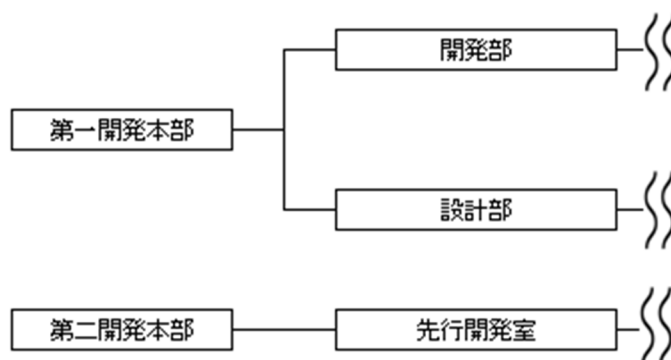 開発部
第一開発本部
設計部
第二開発本部
先行開発室